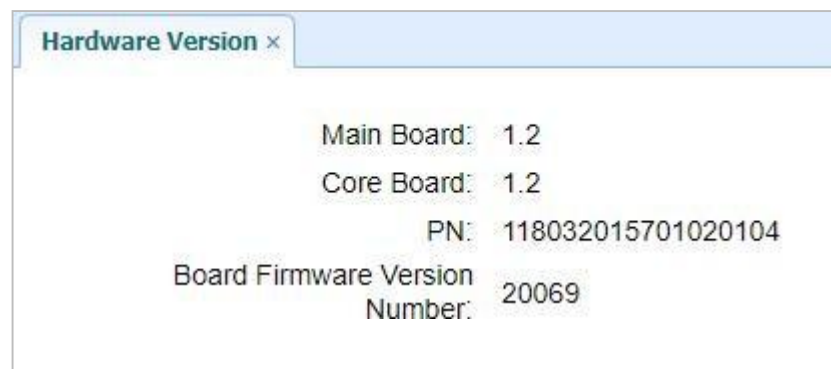 Hardware Version ×
Main Board: 1.2
Core Board: 1.2
PN: 118032015701020104
Board Firmware Version
Number: 20069